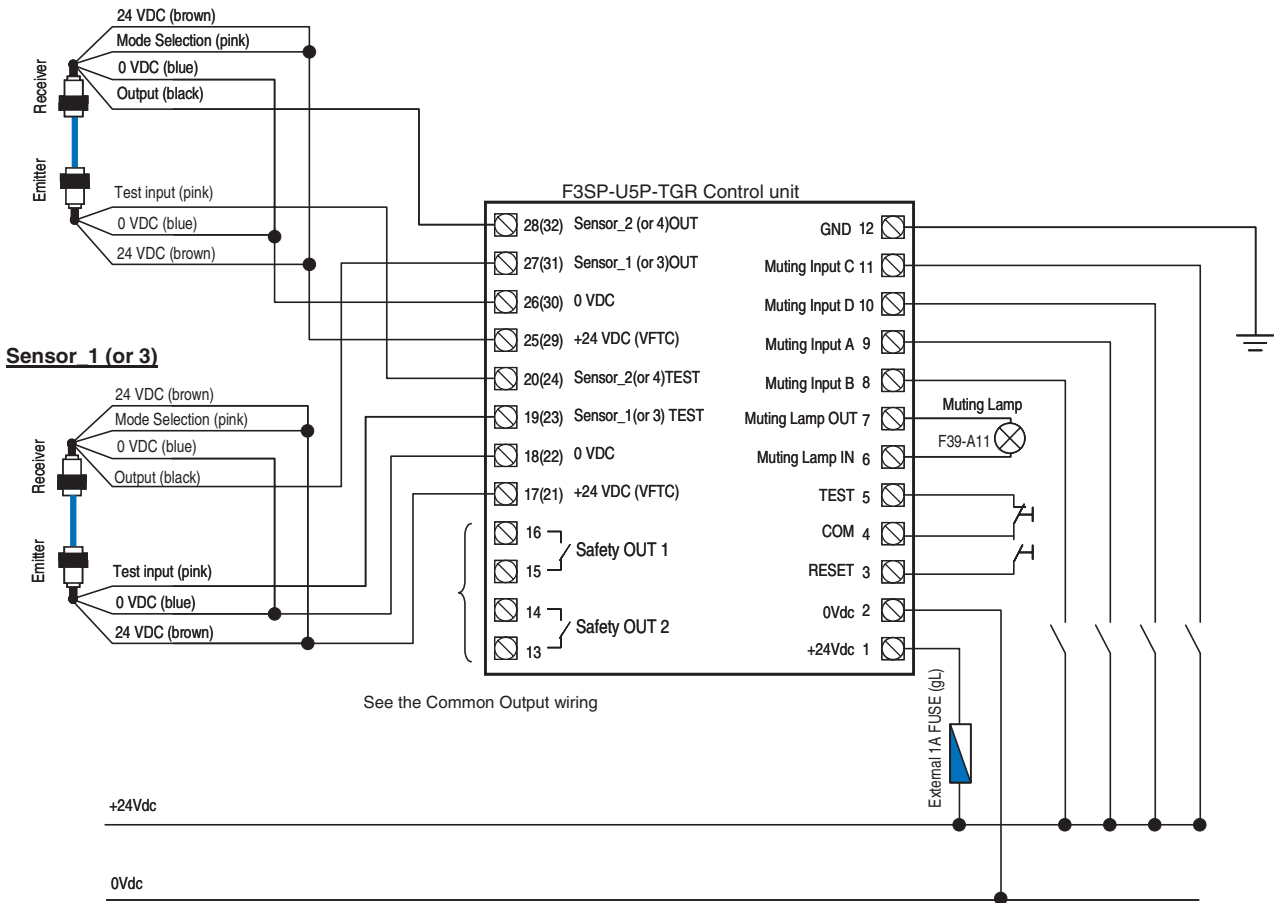 24 VDC (brown)
Mode Selection (pink)
0 VDC (blue)
Output (black)
Receiver
Emitter
Test input (pink)
0 VDC (blue)
24 VDC (brown)
Sensor_1 (or 3)
24 VDC (brown)
Mode Selection (pink)
0 VDC (blue)
Output (black)
Receiver
Emitter
Test input (pink)
0 VDC (blue)
24 VDC (brown)
F3SP-U5P-TGR Control unit
28(32) Sensor_2 (or 4)OUT
27(31) Sensor_1 (or 3)OUT
26(30) 0 VDC
25(29) +24 VDC (VFTC)
20(24) Sensor_2(or 4)TEST
19(23) Sensor_1(or 3) TEST
18(22) 0 VDC
17(21) +24 VDC (VFTC)
16
Safety OUT 1
15
14
Safety OUT 2
13
GND 12
Muting Input C 11
Muting Input D 10
Muting Input A 9
Muting Input B 8
Muting Lamp OUT 7
Muting Lamp IN 6
TEST 5
COM 4
RESET 3
0Vdc 2
+24Vdc 1
Muting Lamp
F39-A11
See the Common Output wiring
External 1A FUSE (gL)
+24Vdc
0Vdc